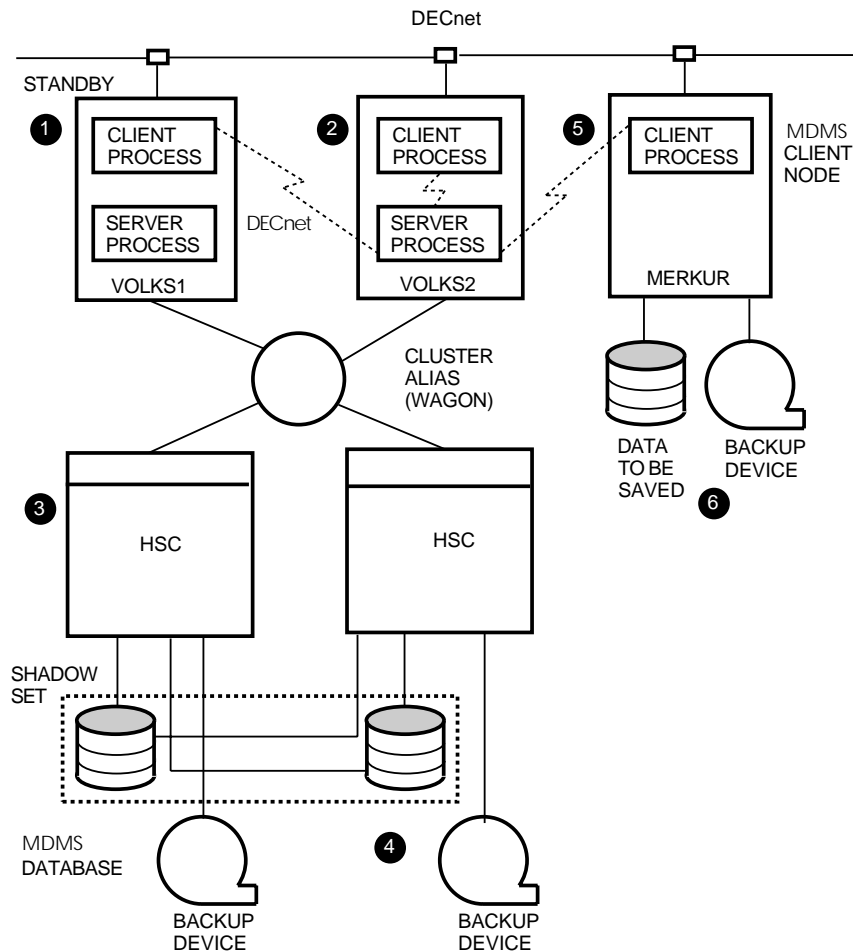 DECnet
STANDBY
1
CLIENT
PROCESS
SERVER
PROCESS
VOLKS1
DECnet
2
CLIENT
PROCESS
SERVER
PROCESS
VOLKS2
5
CLIENT
PROCESS
MERKUR
MDMS
CLIENT
NODE
CLUSTER
ALIAS
(WAGON)
DATA
TO BE
SAVED
BACKUP
DEVICE
6
3
HSC
HSC
SHADOW
SET
MDMS
DATABASE
BACKUP
DEVICE
4
BACKUP
DEVICE